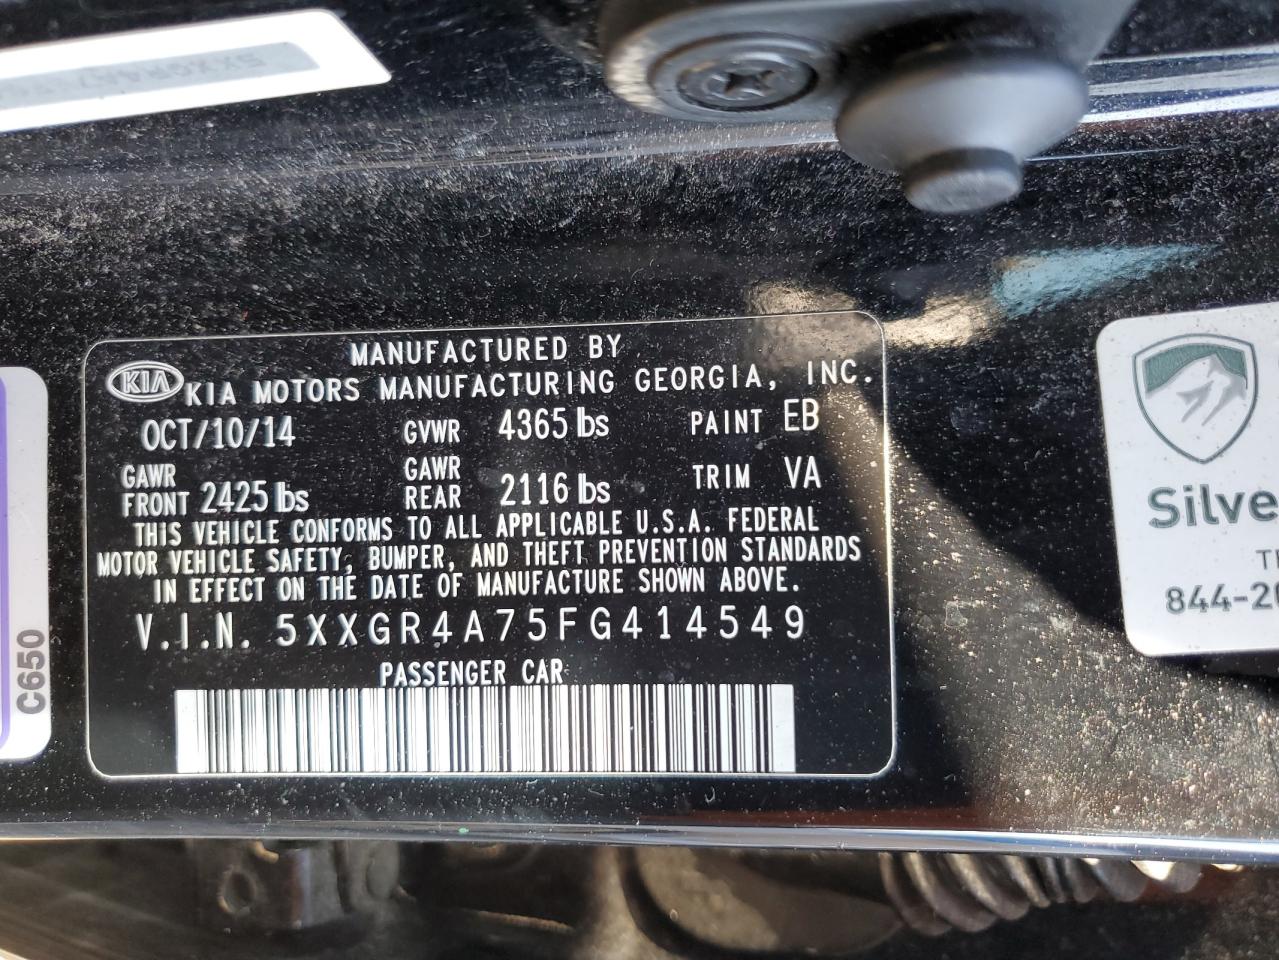 5XXGR4A7
MANUFACTURED BY
KIA KIA MOTORS MANUFACTURING GEORGIA, INC.
OCT/10/14 GVWR 4365 lbs PAINT EB
GAWR FRONT 2425 lbs GAWR REAR 2116 lbs TRIM VA
THIS VEHICLE CONFORMS TO ALL APPLICABLE U.S.A. FEDERAL
MOTOR VEHICLE SAFETY, BUMPER, AND THEFT PREVENTION STANDARDS
IN EFFECT ON THE DATE OF MANUFACTURE SHOWN ABOVE.
V.I.N. 5XXGR4A75FG414549
PASSENGER CAR
C650
Silve
844-2